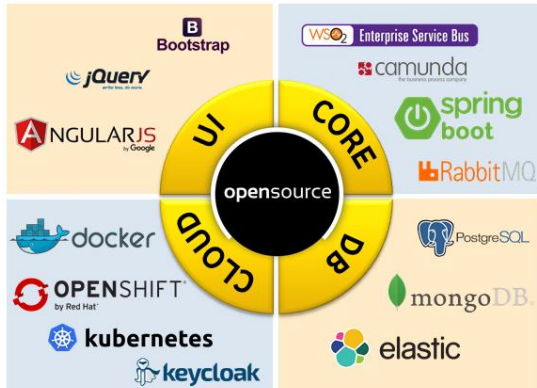 B
Bootstrap
jQuery
write less, do more.
ANGULARJS
by Google
WSO2 Enterprise Service Bus
camunda
the business process company
spring
boot
RabbitMQ
UI
CORE
opensource
CLOUD
DB
docker
OPENSHIFT®
by Red Hat®
kubernetes
keycloak
PostgreSQL
mongoDB®
elastic